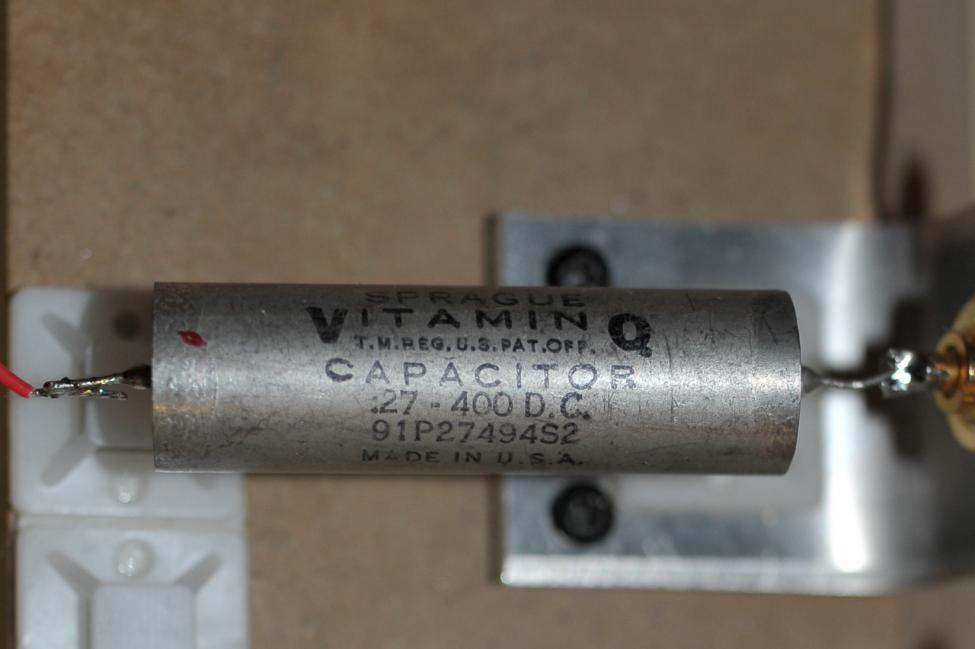 SPRAGUE
VITAMIN Q
T.M.REG.U.S.PAT.OFF.
CAPACITOR
.27 - 400 D.C.
91P27494S2
MADE IN U.S.A.